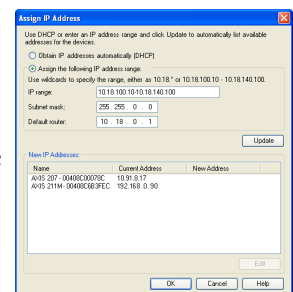 Assign IP Address
Use DHCP or enter an IP address range and click Update to automatically list available
addresses for the devices.
Obtain IP addresses automatically (DHCP)
Assign the following IP address range:
Use wildcards to specify the range, either as 10.18.* or 10.18.100.10 - 10.18.140.100.
IP range: 10.18.100.10-10.18.140.100
Subnet mask: 255 . 255 . 0 . 0
Default router: 10 . 18 . 0 . 1
Update
New IP Addresses:
Name Current Address New Address
AXIS 207 - 00408C00078C 10.91.8.17
AXIS 211M - 00408C6B3FEC 192.168.0.90
Edit
OK Cancel Help